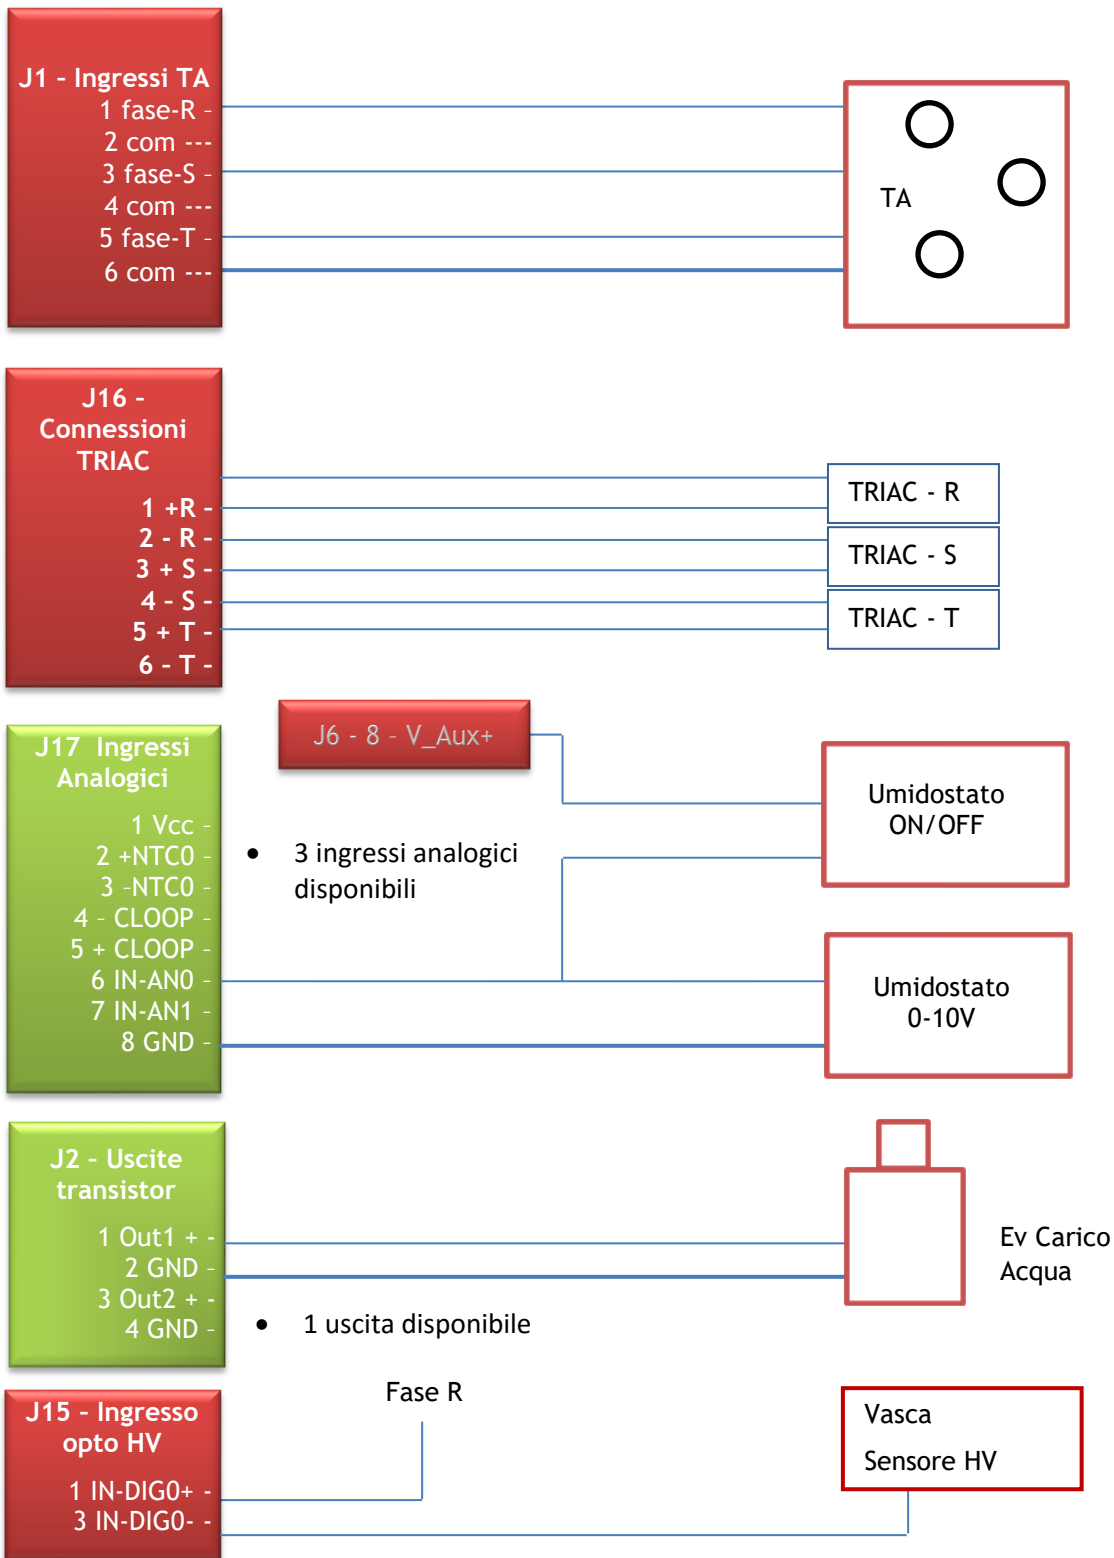 J1 – Ingressi TA
1 fase-R –
2 com ---
3 fase-S –
4 com ---
5 fase-T –
6 com ---
TA
J16 –
Connessioni
TRIAC
1 +R –
2 - R –
3 + S –
4 – S –
5 + T –
6 – T –
TRIAC - R
TRIAC - S
TRIAC - T
J6 - 8 – V_Aux+
J17 Ingressi
Analogici
1 Vcc –
2 +NTC0 –
3 –NTC0 –
4 – CLOOP –
5 + CLOOP –
6 IN-AN0 –
7 IN-AN1 –
8 GND –
• 3 ingressi analogici
disponibili
Umidostato
ON/OFF
Umidostato
0-10V
J2 – Uscite
transistor
1 Out1 + -
2 GND –
3 Out2 + -
4 GND –
• 1 uscita disponibile
Ev Carico
Acqua
J15 – Ingresso
opto HV
1 IN-DIG0+ -
3 IN-DIG0- -
Fase R
Vasca
Sensore HV